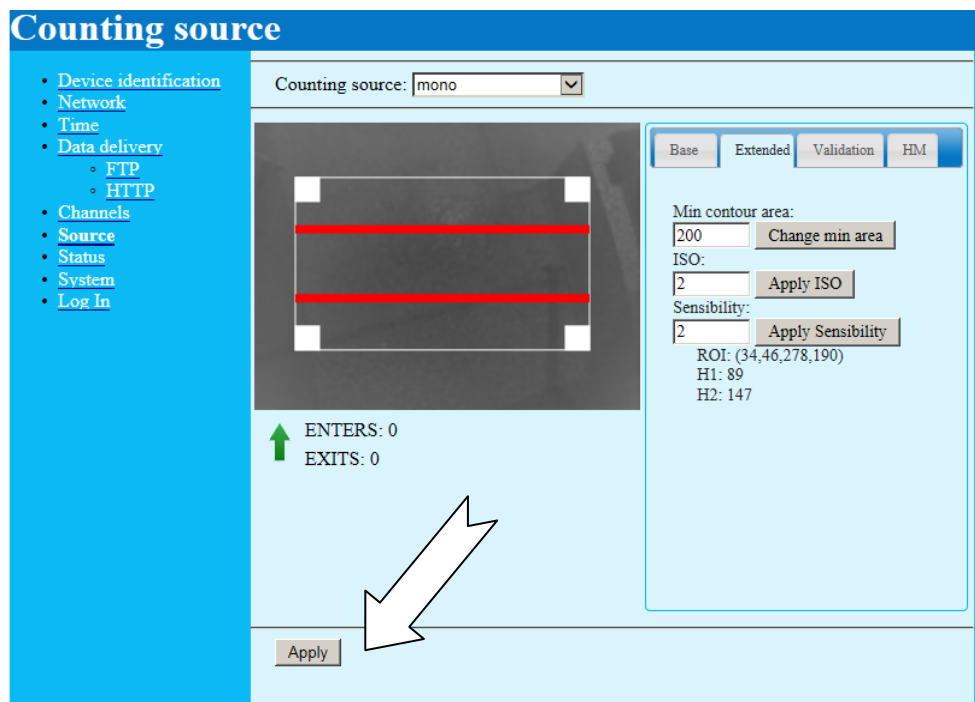 Counting source
Device identification
Network
Time
Data delivery
FTP
HTTP
Channels
Source
Status
System
Log In
Counting source: mono
Base Extended Validation HM
Min contour area:
200 Change min area
ISO:
2 Apply ISO
Sensibility:
2 Apply Sensibility
ROI: (34,46,278,190)
H1: 89
H2: 147
ENTERS: 0
EXITS: 0
Apply